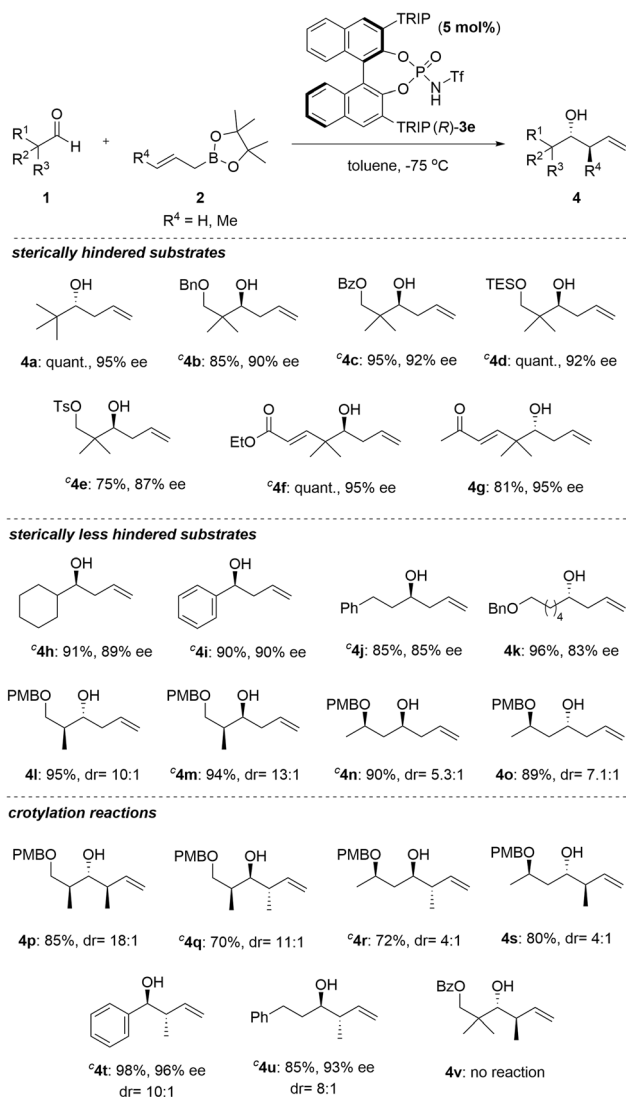 TRIP
(5 mol%)
O
O
P
O
NH
Tf
O
TRIP (R)-3e
R1
R2
R3
O
H
1
+
R4
B
O
O
2
R4 = H, Me
toluene, -75 oC
OH
R1
R2
R3
R4
4
sterically hindered substrates
OH
4a: quant., 95% ee
BnO OH
c4b: 85%, 90% ee
BzO OH
c4c: 95%, 92% ee
TESO OH
c4d: quant., 92% ee
TsO OH
c4e: 75%, 87% ee
O OH
EtO
c4f: quant., 95% ee
O OH
4g: 81%, 95% ee
sterically less hindered substrates
OH
c4h: 91%, 89% ee
OH
c4i: 90%, 90% ee
OH
Ph
c4j: 85%, 85% ee
OH
BnO ( )4
4k: 96%, 83% ee
PMBO OH
4l: 95%, dr= 10:1
PMBO OH
c4m: 94%, dr= 13:1
PMBO OH
c4n: 90%, dr= 5.3:1
PMBO OH
4o: 89%, dr= 7.1:1
crotylation reactions
PMBO OH
4p: 85%, dr= 18:1
PMBO OH
c4q: 70%, dr= 11:1
PMBO OH
c4r: 72%, dr= 4:1
PMBO OH
4s: 80%, dr= 4:1
OH
c4t: 98%, 96% ee
dr= 10:1
OH
Ph
c4u: 85%, 93% ee
dr= 8:1
BzO OH
4v: no reaction